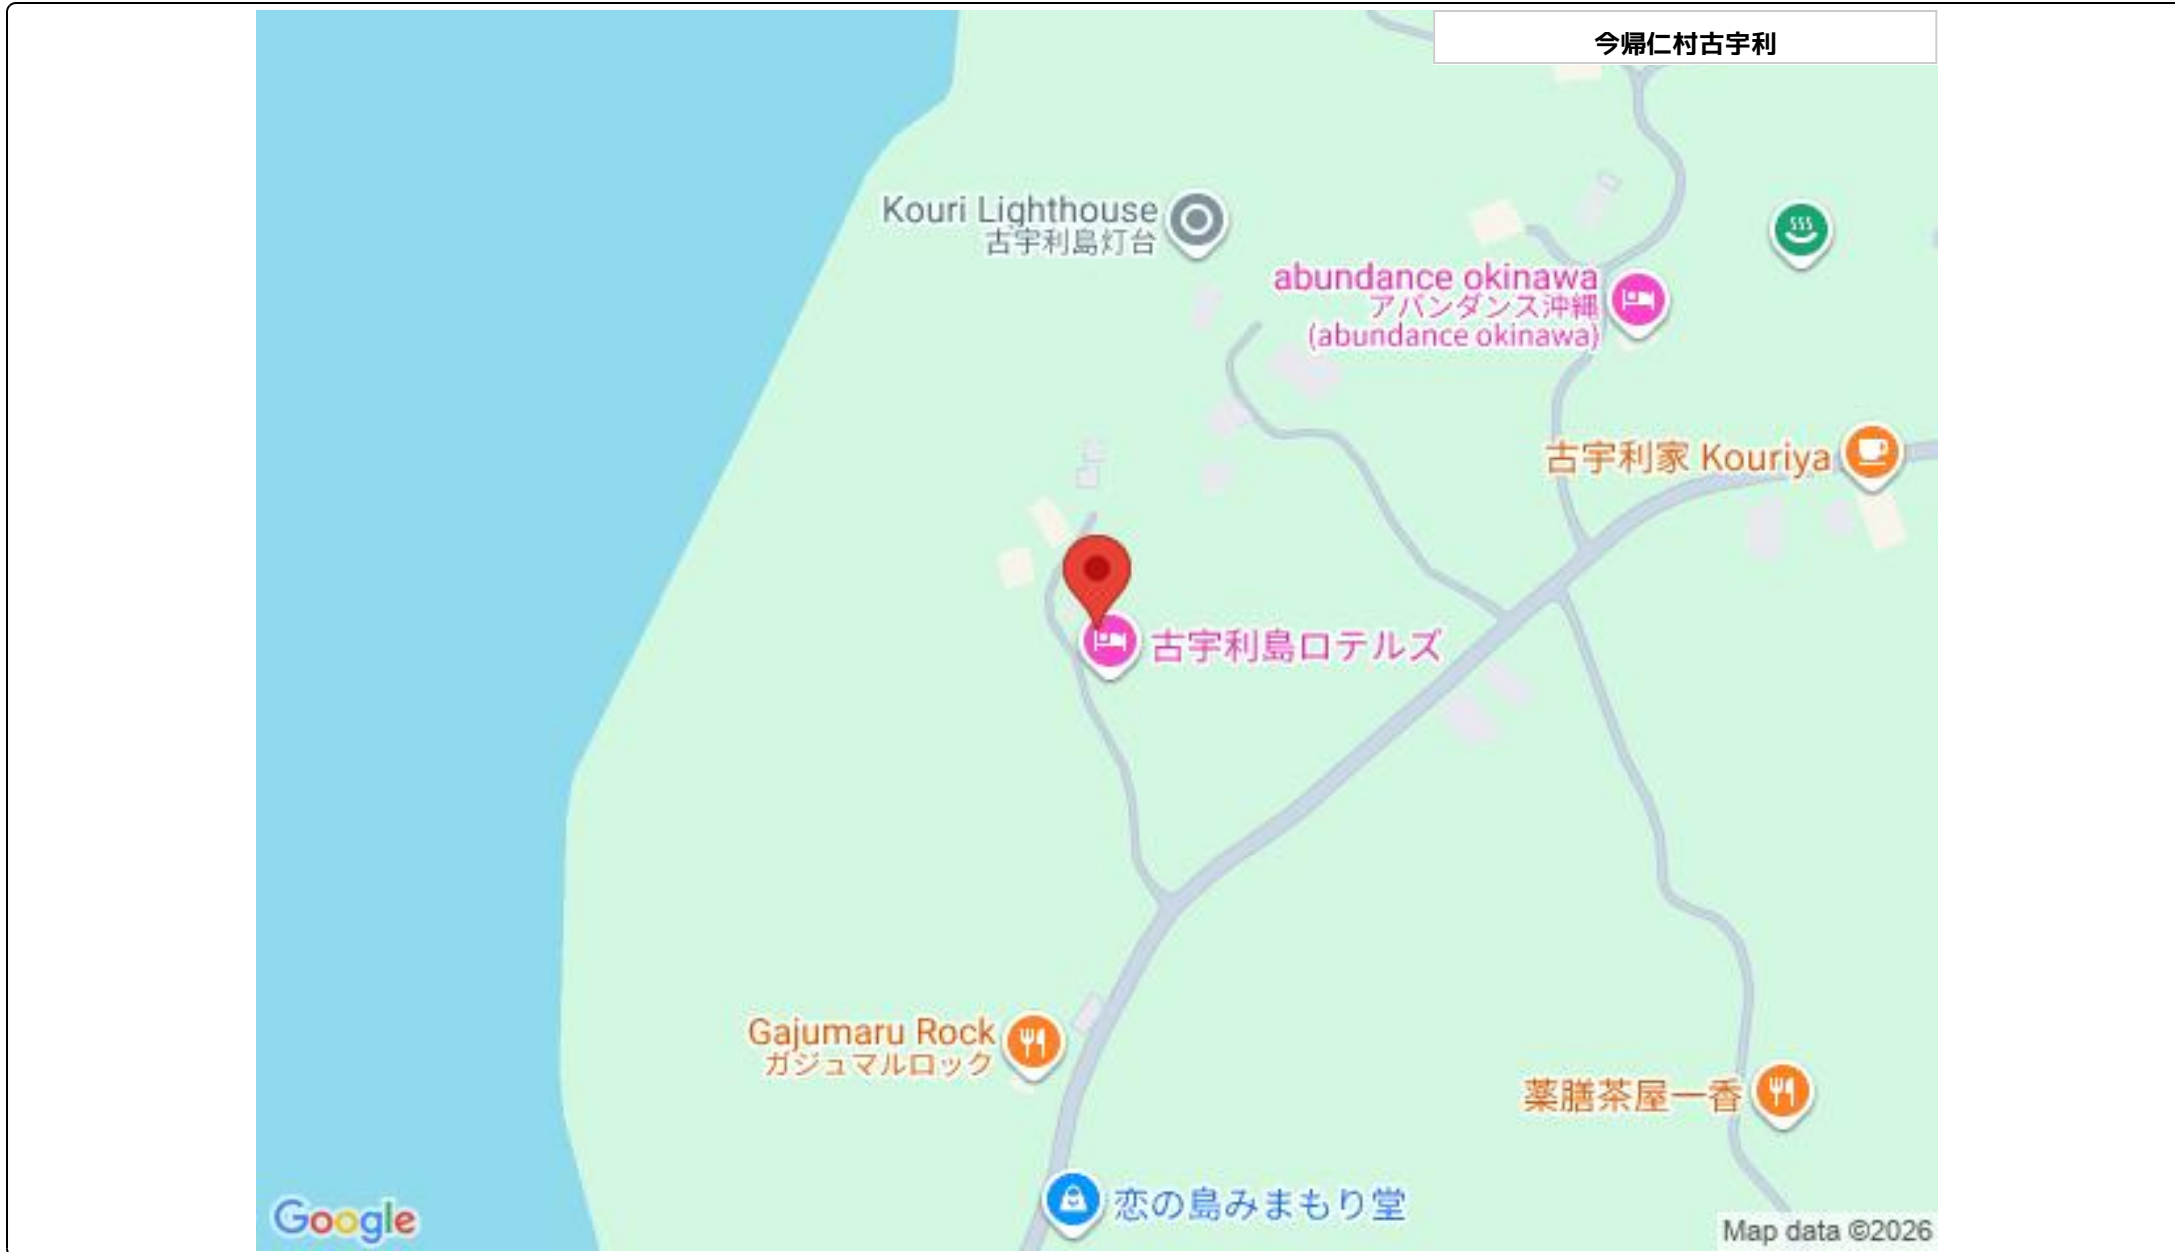 今帰仁村古宇利
Kouri Lighthouse
古宇利島灯台
abundance okinawa
アバンダンス沖縄
(abundance okinawa)
古宇利家 Kouriya
古宇利島ロテルズ
Gajumaru Rock
ガジュマルロック
薬膳茶屋一香
恋の島みまもり堂
Google
Map data ©2026